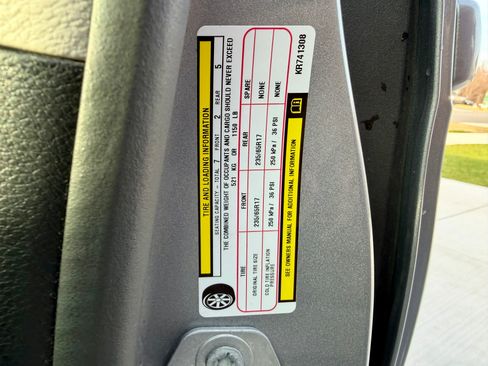 TIRE AND LOADING INFORMATION
SEATING CAPACITY - TOTAL 7 FRONT 2 REAR 5
THE COMBINED WEIGHT OF OCCUPANTS AND CARGO SHOULD NEVER EXCEED
521 KG OR 1150 LB
TIRE FRONT REAR SPARE
ORIGINAL TIRE SIZE 235/65R17 235/65R17 NONE
COLD TIRE INFLATION PRESSURE 250 kPa / 36 PSI 250 kPa / 36 PSI NONE
SEE OWNERS MANUAL FOR ADDITIONAL INFORMATION
KR741308